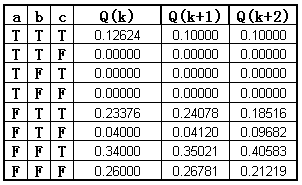 a b c Q(k) Q(k+1) Q(k+2)
T T T 0.12624 0.10000 0.10000
T T F 0.00000 0.00000 0.00000
T F T 0.00000 0.00000 0.00000
T F F 0.00000 0.00000 0.00000
F T T 0.23376 0.24078 0.18516
F T F 0.04000 0.04120 0.09682
F F T 0.34000 0.35021 0.40583
F F F 0.26000 0.26781 0.21219